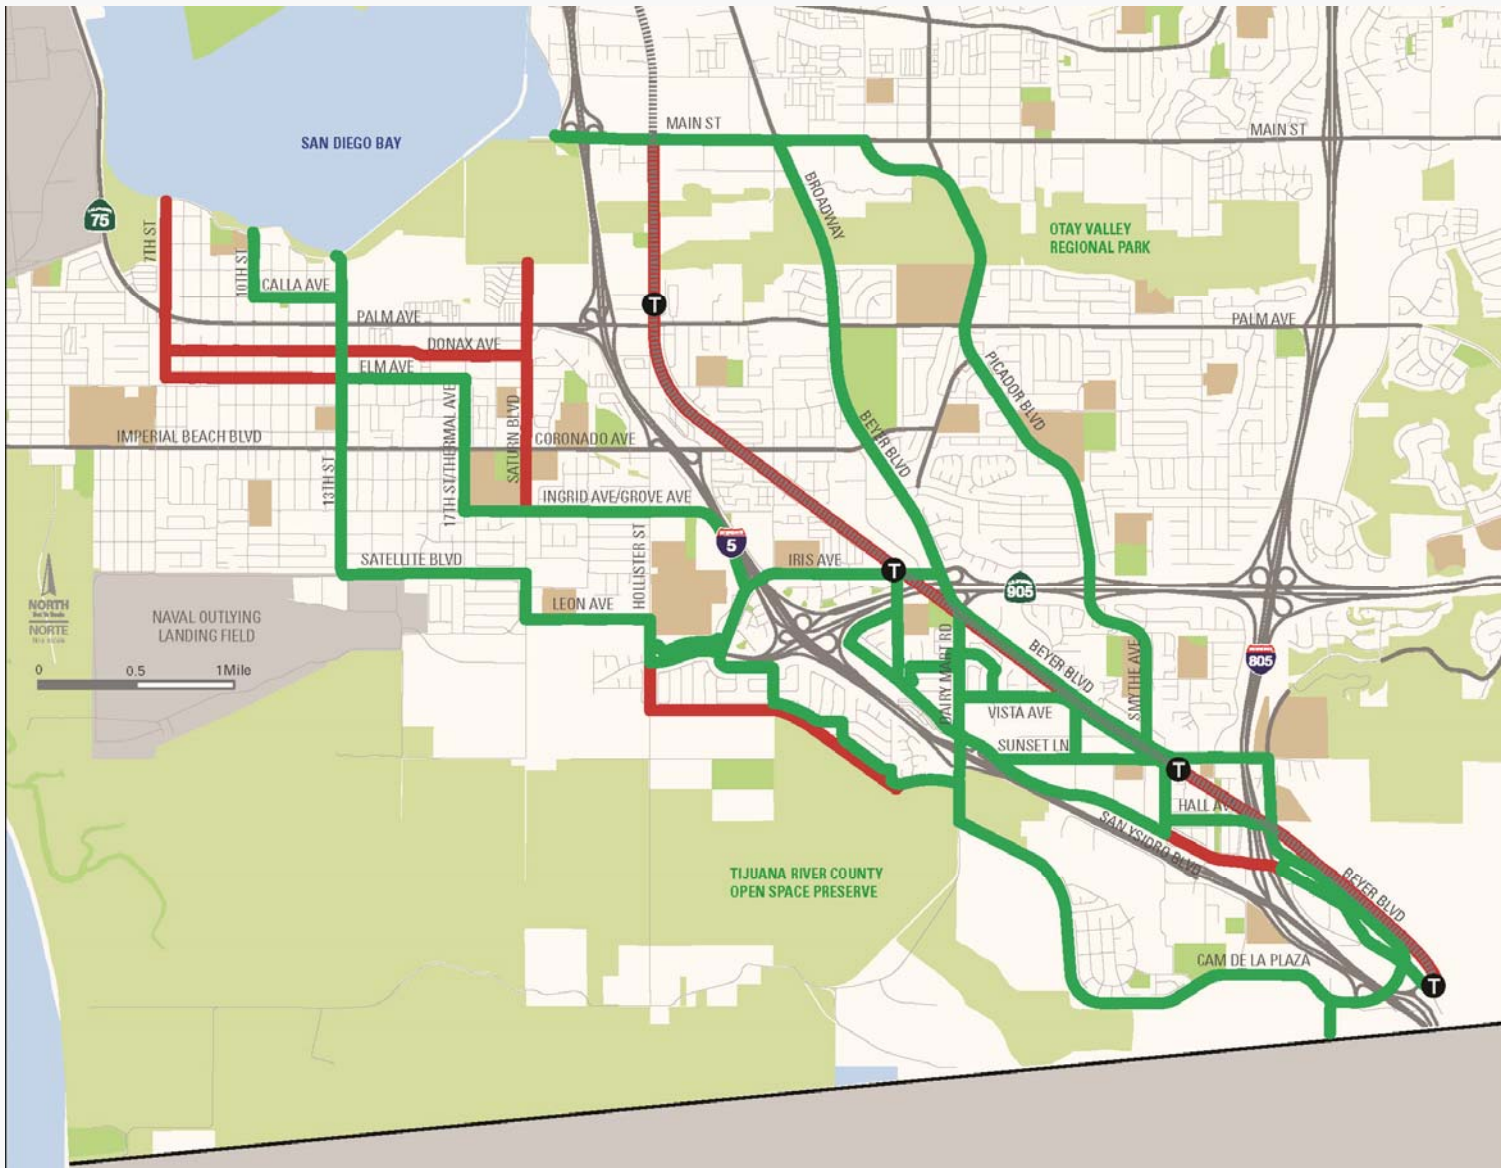 MAIN ST
MAIN ST
SAN DIEGO BAY
BROADWAY
75
7TH ST
10TH ST
OTAY VALLEY
REGIONAL PARK
CALLA AVE
T
PALM AVE
PALM AVE
DONAX AVE
ELM AVE
PICADOR BLVD
17TH ST/THERMAL AVE
SATURN BLVD
BEYER BLVD
IMPERIAL BEACH BLVD
CORONADO AVE
13TH ST
INGRID AVE/GROVE AVE
HOLLISTER ST
5
SATELLITE BLVD
IRIS AVE
T
905
NORTH
NORTE
LEON AVE
NAVAL OUTLYING
LANDING FIELD
DAIRY MART RD
BEYER BLVD
SMYTHE AVE
805
0 0.5 1 Mile
VISTA AVE
SUNSET LN
T
HALL AV
SAN YSIDRO BLVD
TIJUANA RIVER COUNTY
OPEN SPACE PRESERVE
BEYER BLVD
CAM DE LA PLAZA
T